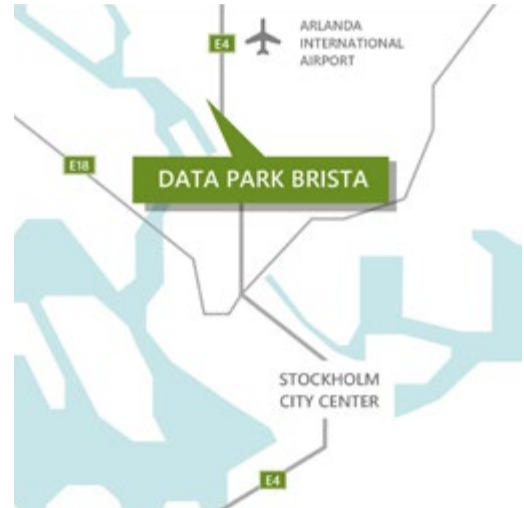 ARLANDA
INTERNATIONAL
AIRPORT
E4
E18
DATA PARK BRISTA
STOCKHOLM
CITY CENTER
E4